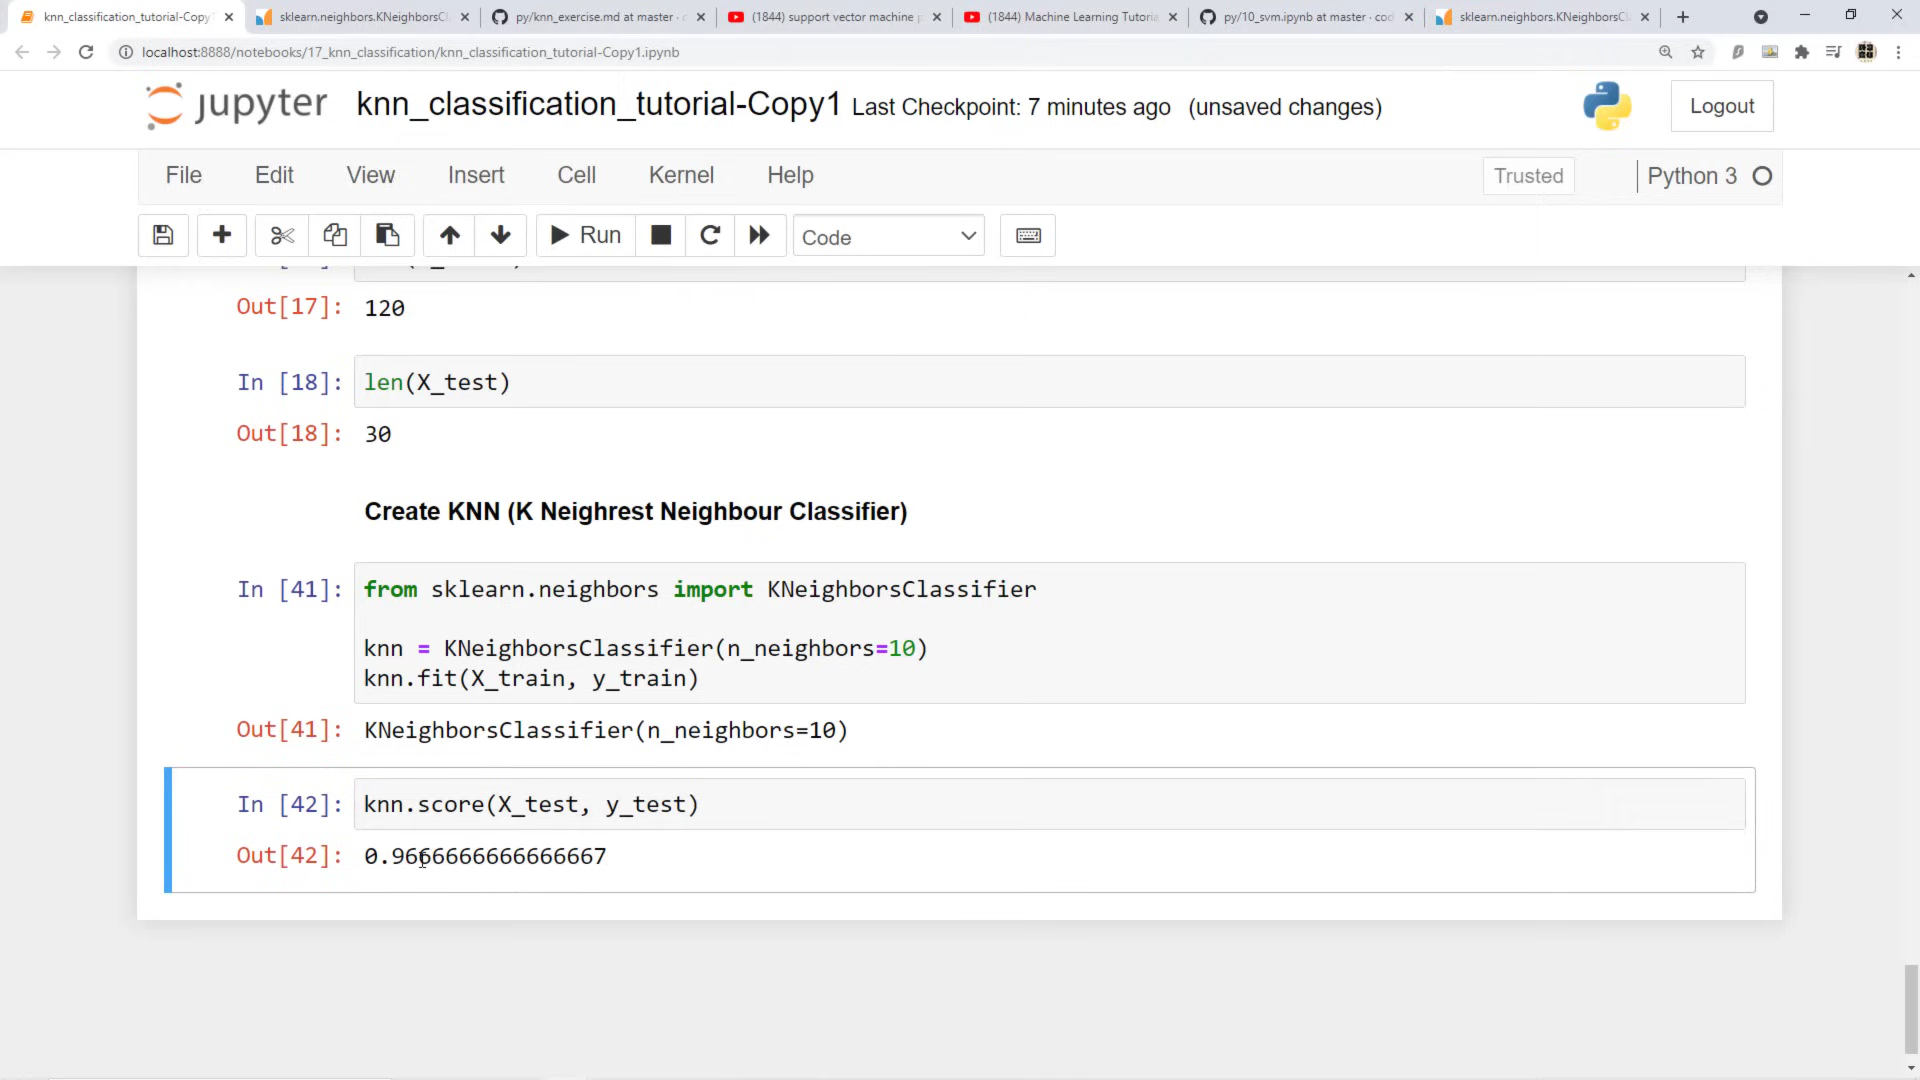 knn_classification_tutorial-Copy1
sklearn.neighbors.KNeighborsCl
py/knn_exercise.md at master · c
(1844) support vector machine p
(1844) Machine Learning Tutoria
py/10_svm.ipynb at master · cod
sklearn.neighbors.KNeighborsCl
localhost:8888/notebooks/17_knn_classification/knn_classification_tutorial-Copy1.ipynb
jupyter knn_classification_tutorial-Copy1 Last Checkpoint: 7 minutes ago (unsaved changes)
Logout
File Edit View Insert Cell Kernel Help
Trusted
Python 3
Run
Code
Out[17]: 120
In [18]: len(X_test)
Out[18]: 30
Create KNN (K Neighrest Neighbour Classifier)
In [41]: from sklearn.neighbors import KNeighborsClassifier
knn = KNeighborsClassifier(n_neighbors=10)
knn.fit(X_train, y_train)
Out[41]: KNeighborsClassifier(n_neighbors=10)
In [42]: knn.score(X_test, y_test)
Out[42]: 0.9666666666666667